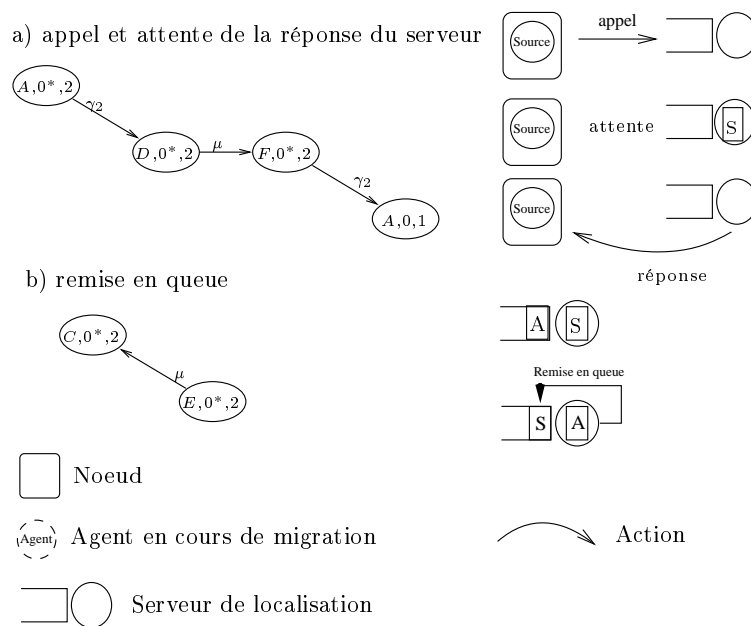 a) appel et attente de la réponse du serveur
A,0*,2
γ2
D,0*,2
μ
F,0*,2
γ2
A,0,1
Source
appel
Source
attente
S
Source
réponse
b) remise en queue
C,0*,2
μ
E,0*,2
A
S
Remise en queue
S
A
Noeud
Agent
Agent en cours de migration
Action
Serveur de localisation